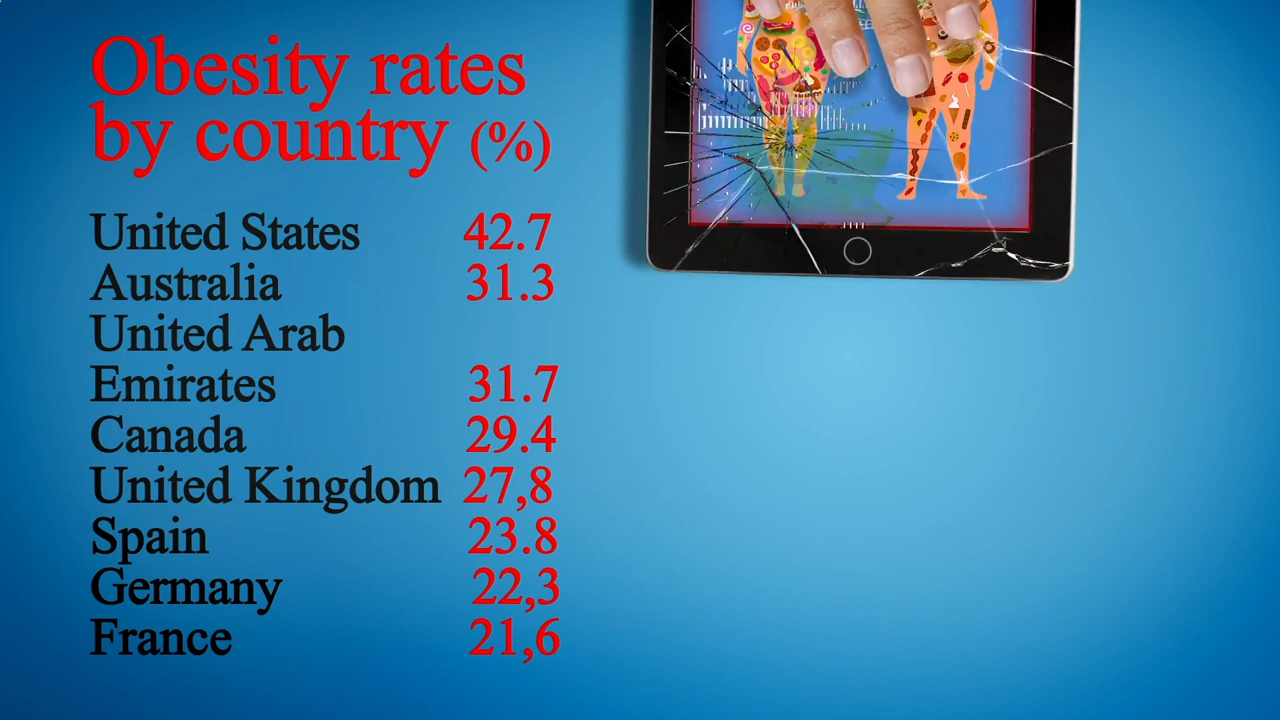 Obesity rates
by country (%)
United States 42.7
Australia 31.3
United Arab
Emirates 31.7
Canada 29.4
United Kingdom 27,8
Spain 23.8
Germany 22,3
France 21,6